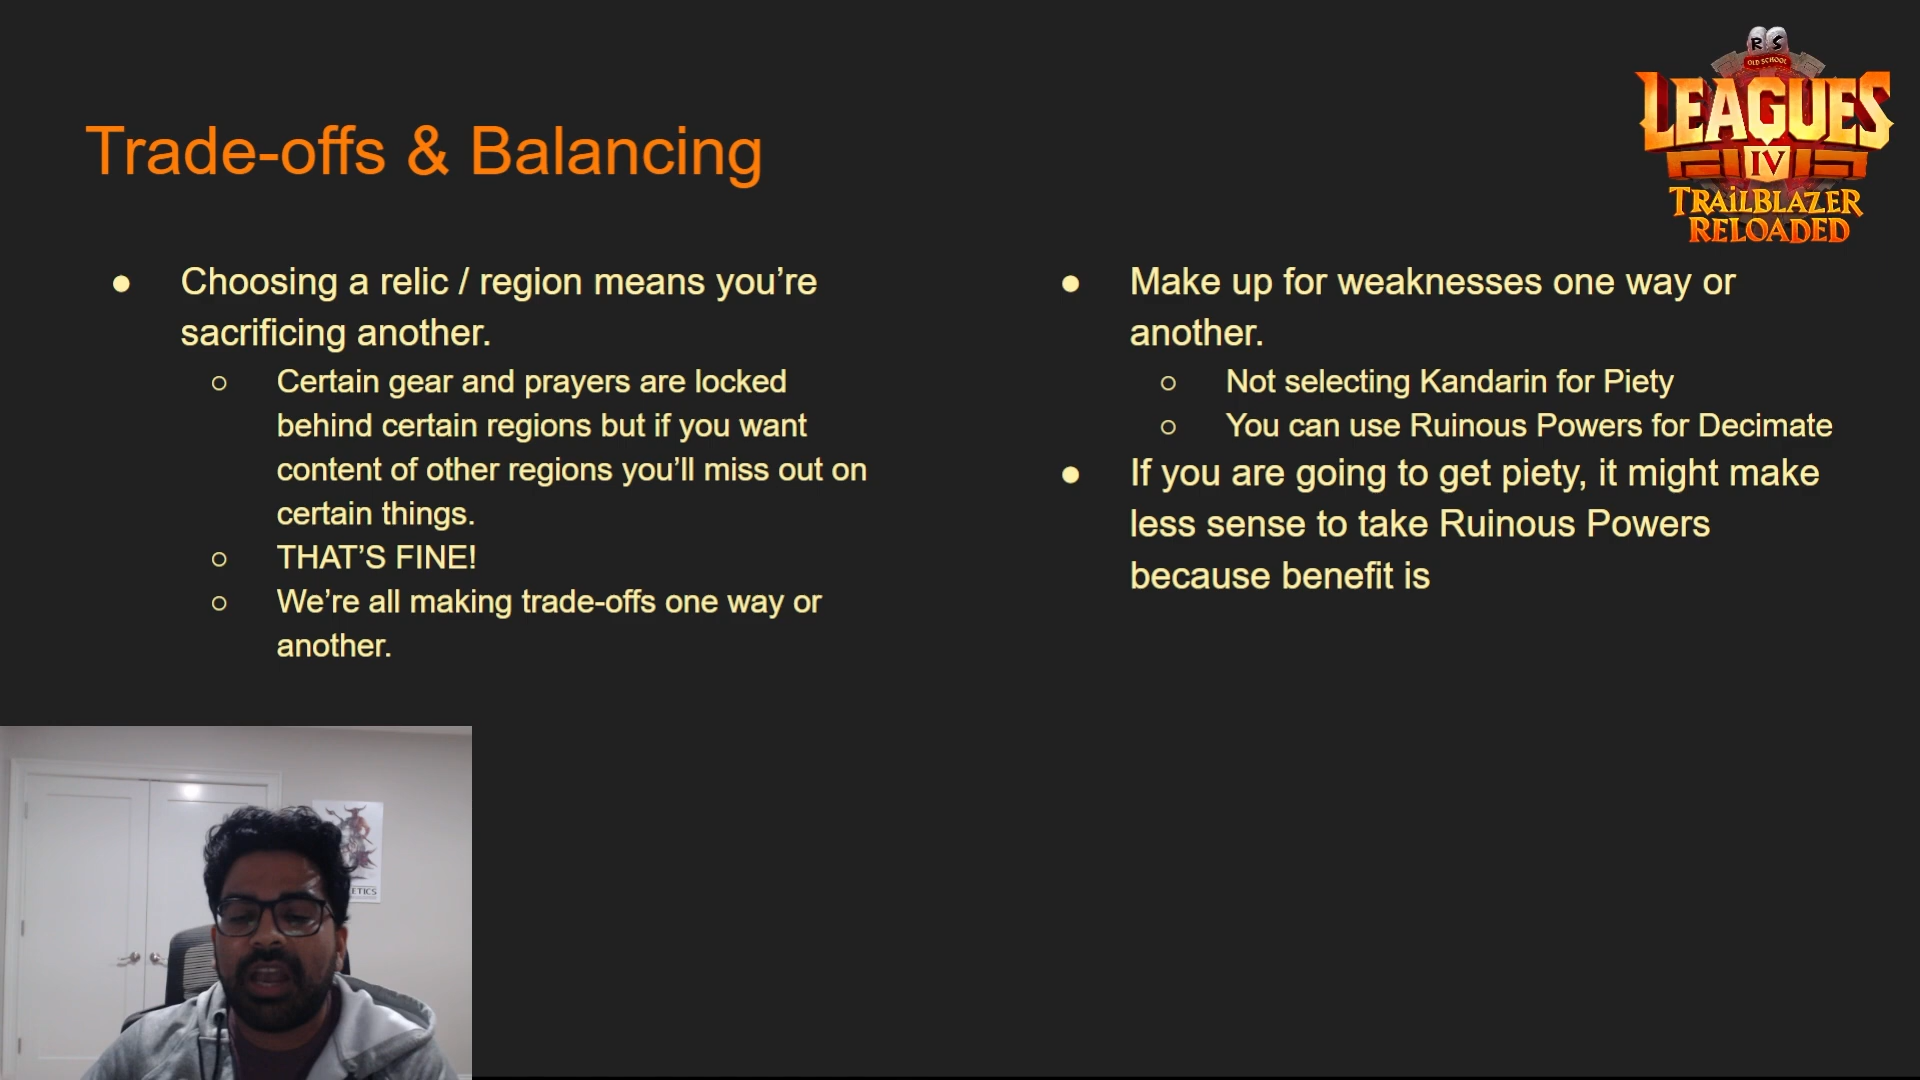 Trade-offs & Balancing
RS
OLD SCHOOL
LEAGUES
IV
TRAILBLAZER
RELOADED
● Choosing a relic / region means you’re
sacrificing another.
○ Certain gear and prayers are locked
behind certain regions but if you want
content of other regions you’ll miss out on
certain things.
○ THAT’S FINE!
○ We’re all making trade-offs one way or
another.
● Make up for weaknesses one way or
another.
○ Not selecting Kandarin for Piety
○ You can use Ruinous Powers for Decimate
● If you are going to get piety, it might make
less sense to take Ruinous Powers
because benefit is
ETICS